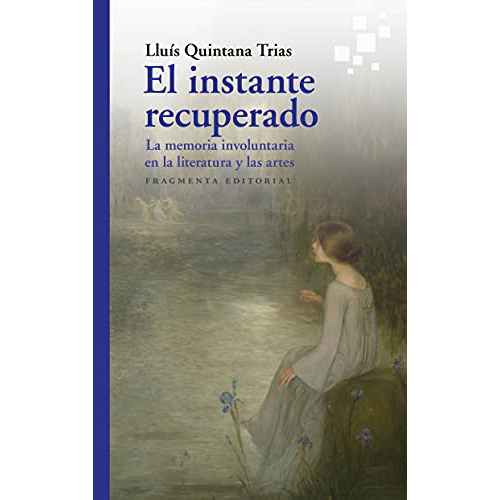 Lluís Quintana Trias
El instante
recuperado
La memoria involuntaria
en la literatura y las artes
FRAGMENTA EDITORIAL